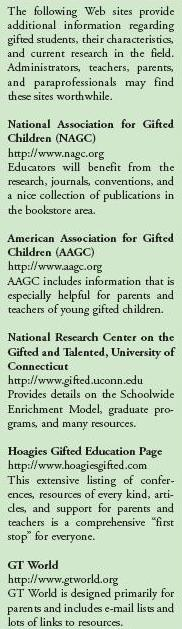 The following Web sites provide
additional information regarding
gifted students, their characteristics,
and current research in the field.
Administrators, teachers, parents,
and paraprofessionals may find
these sites worthwhile.
National Association for Gifted
Children (NAGC)
http://www.nagc.org
Educators will benefit from the
research, journals, conventions, and
a nice collection of publications in
the bookstore area.
American Association for Gifted
Children (AAGC)
http://www.aagc.org
AAGC includes information that is
especially helpful for parents and
teachers of young gifted children.
National Research Center on the
Gifted and Talented, University of
Connecticut
http://www.gifted.uconn.edu
Provides details on the Schoolwide
Enrichment Model, graduate pro-
grams, and many resources.
Hoagies Gifted Education Page
http://www.hoagiesgifted.com
This extensive listing of confer-
ences, resources of every kind, arti-
cles, and support for parents and
teachers is a comprehensive “first
stop” for everyone.
GT World
http://www.gtworld.org
GT World is designed primarily for
parents and includes e-mail lists and
lots of links to resources.